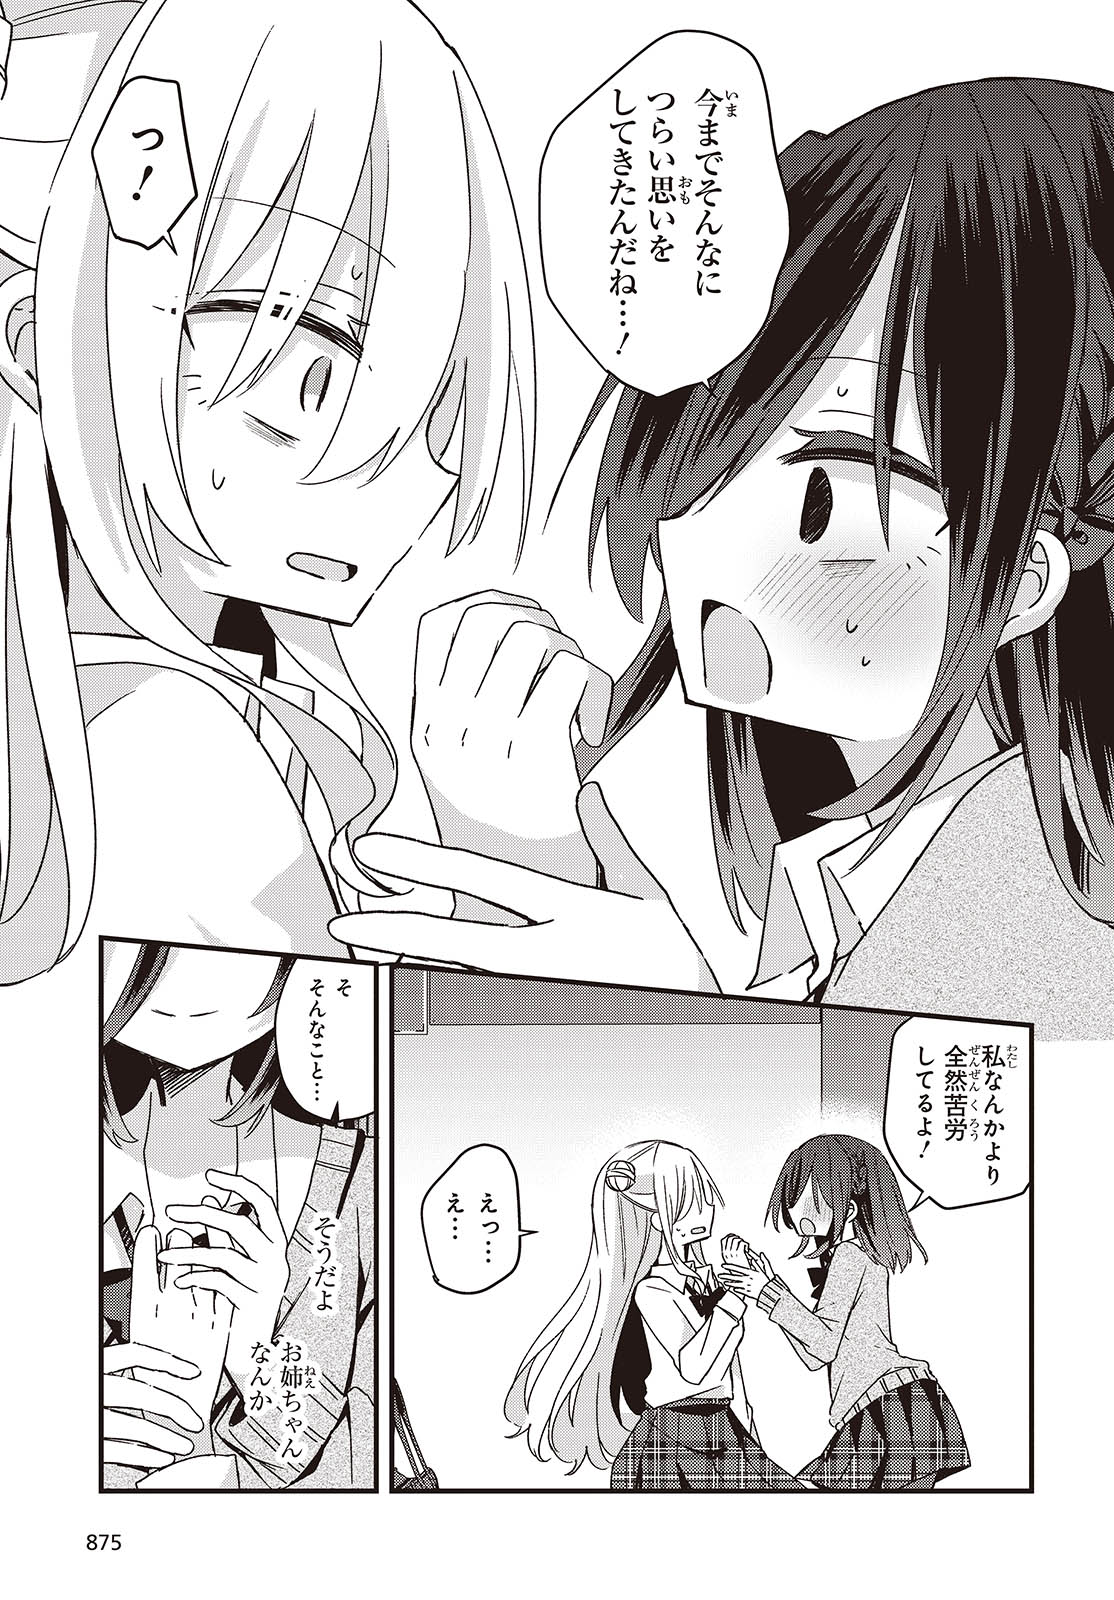 今までそんなに
つらい思いを
してきたんだね…！
っ！
私なんかより
全然苦労
してるよ！
えっ…
え…
そ
そんなこと…
そうだよ
お姉ちゃん
なんか
875